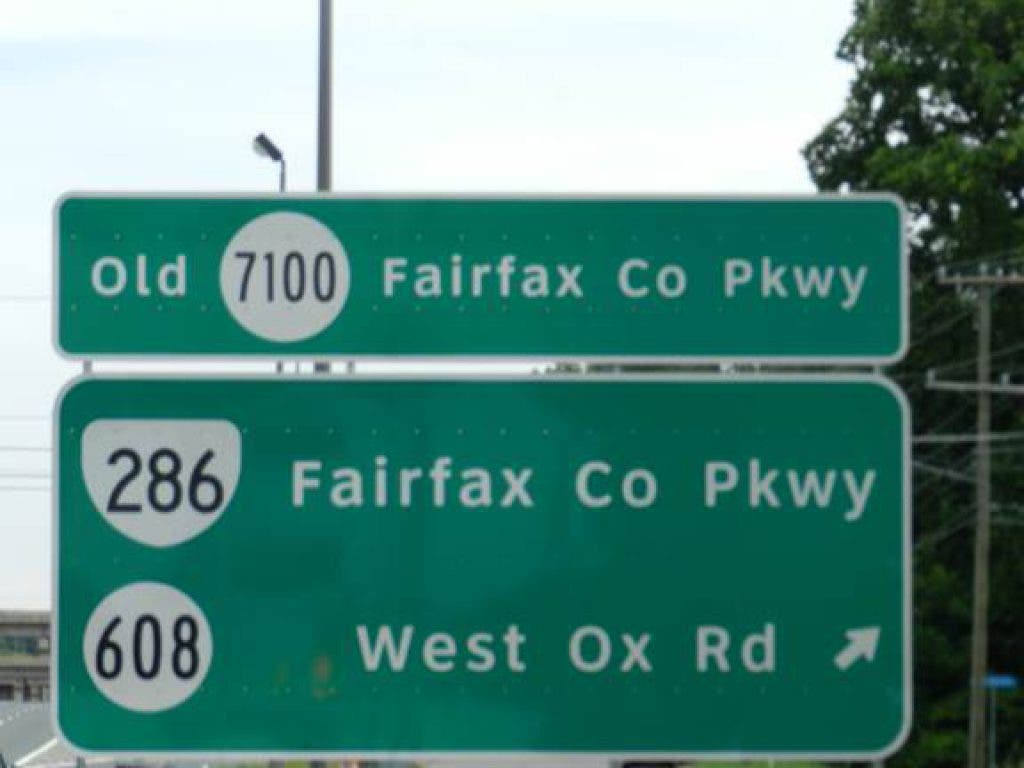 Old 7100 Fairfax Co Pkwy
286 Fairfax Co Pkwy
608 West Ox Rd